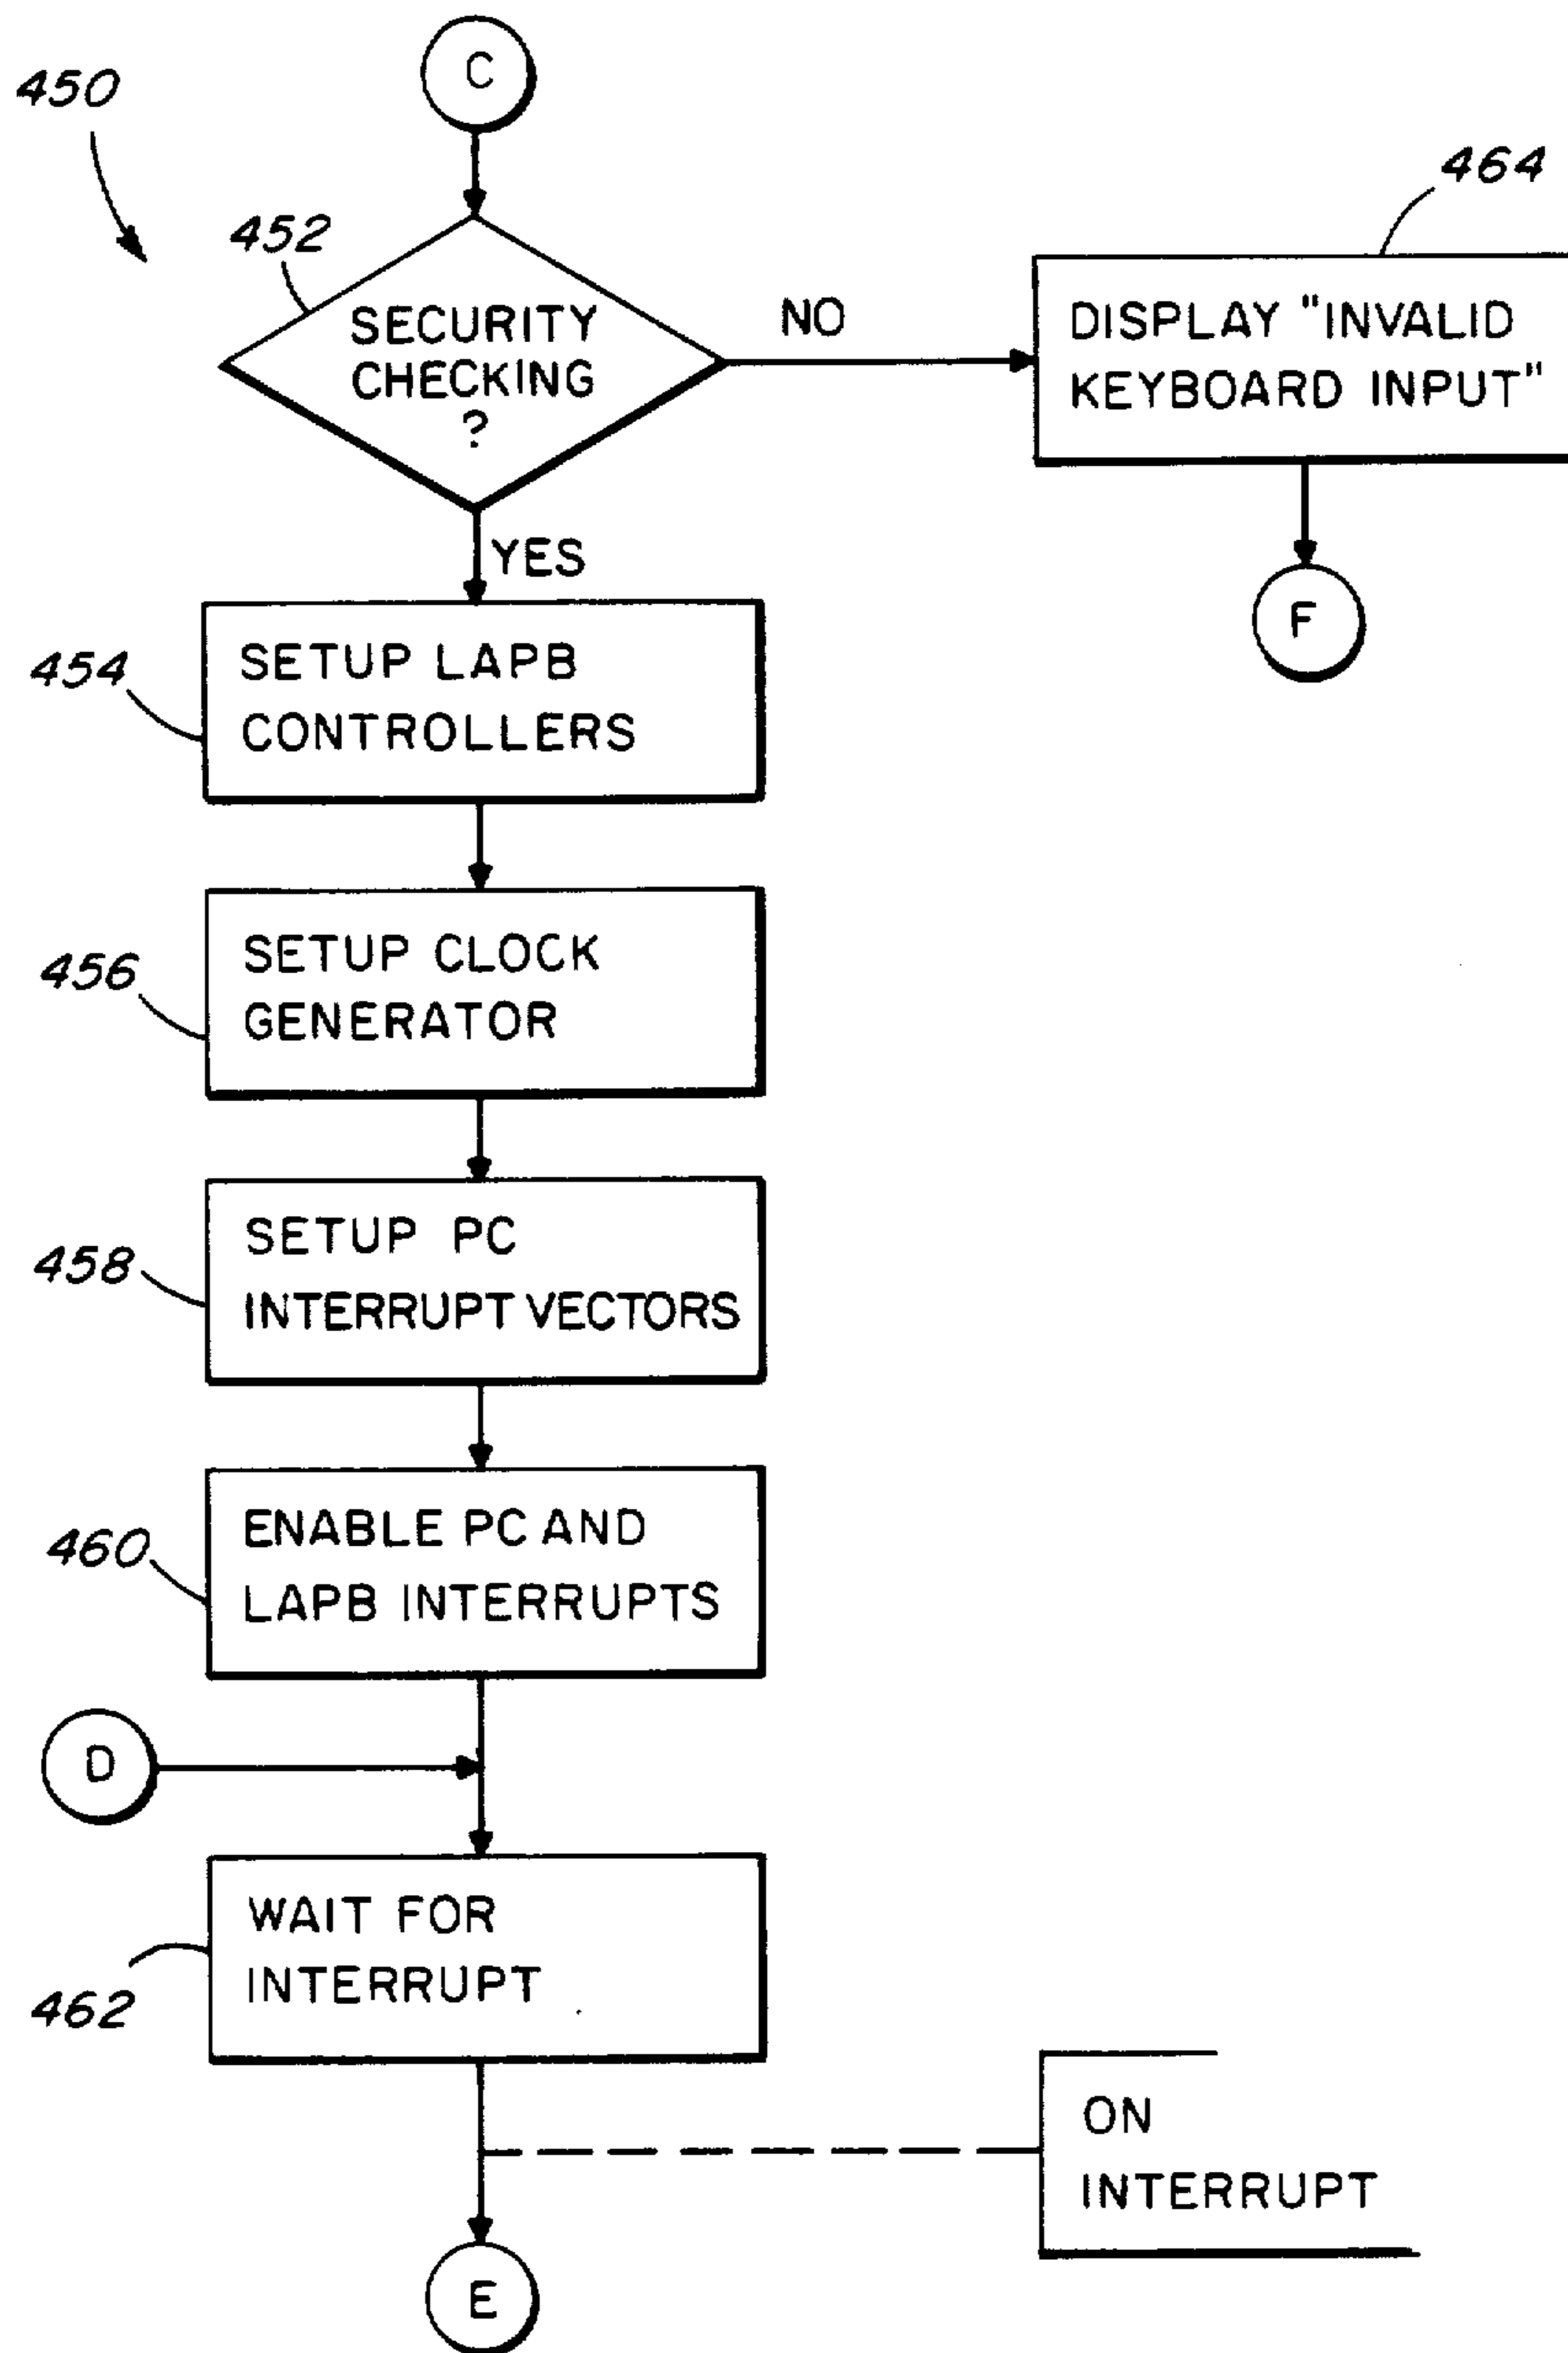 C
450
452
SECURITY
CHECKING
?
NO
464
DISPLAY "INVALID
KEYBOARD INPUT"
F
YES
454
SETUP LAPB
CONTROLLERS
456
SETUP CLOCK
GENERATOR
458
SETUP PC
INTERRUPT VECTORS
460
ENABLE PC AND
LAPB INTERRUPTS
D
WAIT FOR
INTERRUPT
462
ON
INTERRUPT
E